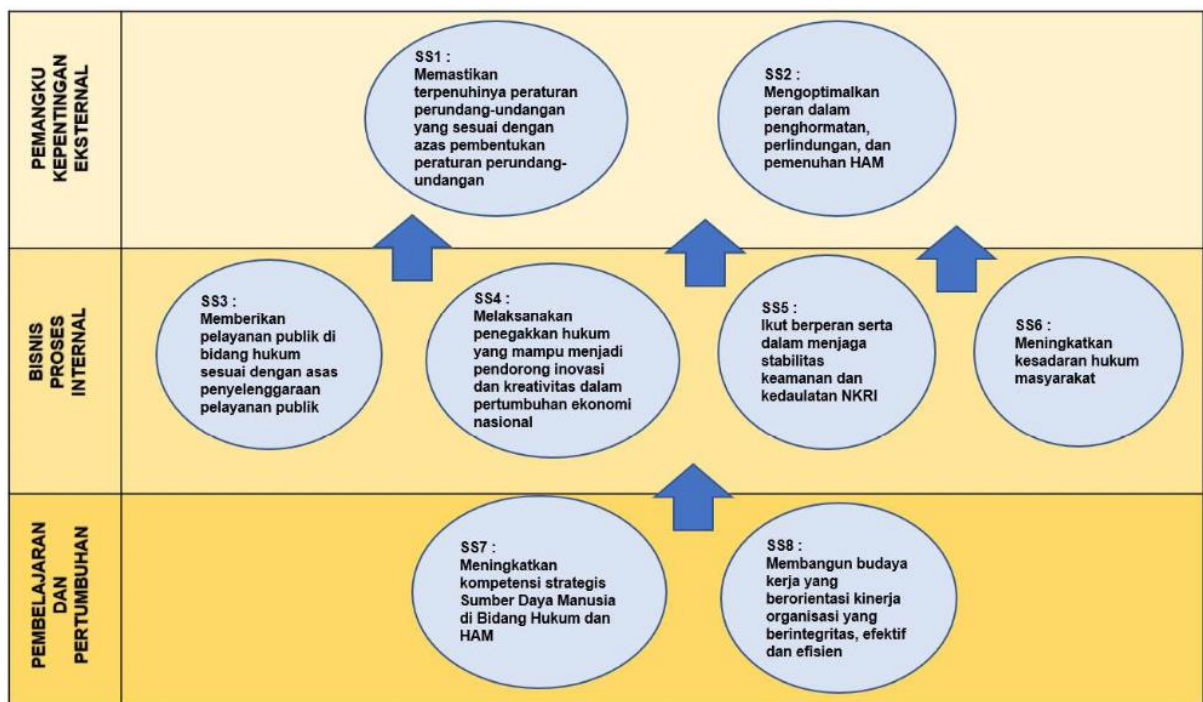 PEMANGKU
KEPENTINGAN
EKSTERNAL
SS1 :
Memastikan
terpenuhinya peraturan
perundang-undangan
yang sesuai dengan
azas pembentukan
peraturan perundang-
undangan
SS2 :
Mengoptimalkan
peran dalam
penghormatan,
perlindungan, dan
pemenuhan HAM
BISNIS
PROSES
INTERNAL
SS3 :
Memberikan
pelayanan publik di
bidang hukum
sesuai dengan asas
penyelenggaraan
pelayanan publik
SS4 :
Melaksanakan
penegakkan hukum
yang mampu menjadi
pendorong inovasi
dan kreativitas dalam
pertumbuhan ekonomi
nasional
SS5 :
Ikut berperan serta
dalam menjaga
stabilitas
keamanan dan
kedaulatan NKRI
SS6 :
Meningkatkan
kesadaran hukum
masyarakat
PEMBELAJARAN
DAN
PERTUMBUHAN
SS7 :
Meningkatkan
kompetensi strategis
Sumber Daya Manusia
di Bidang Hukum dan
HAM
SS8 :
Membangun budaya
kerja yang
berorientasi kinerja
organisasi yang
berintegritas, efektif
dan efisien